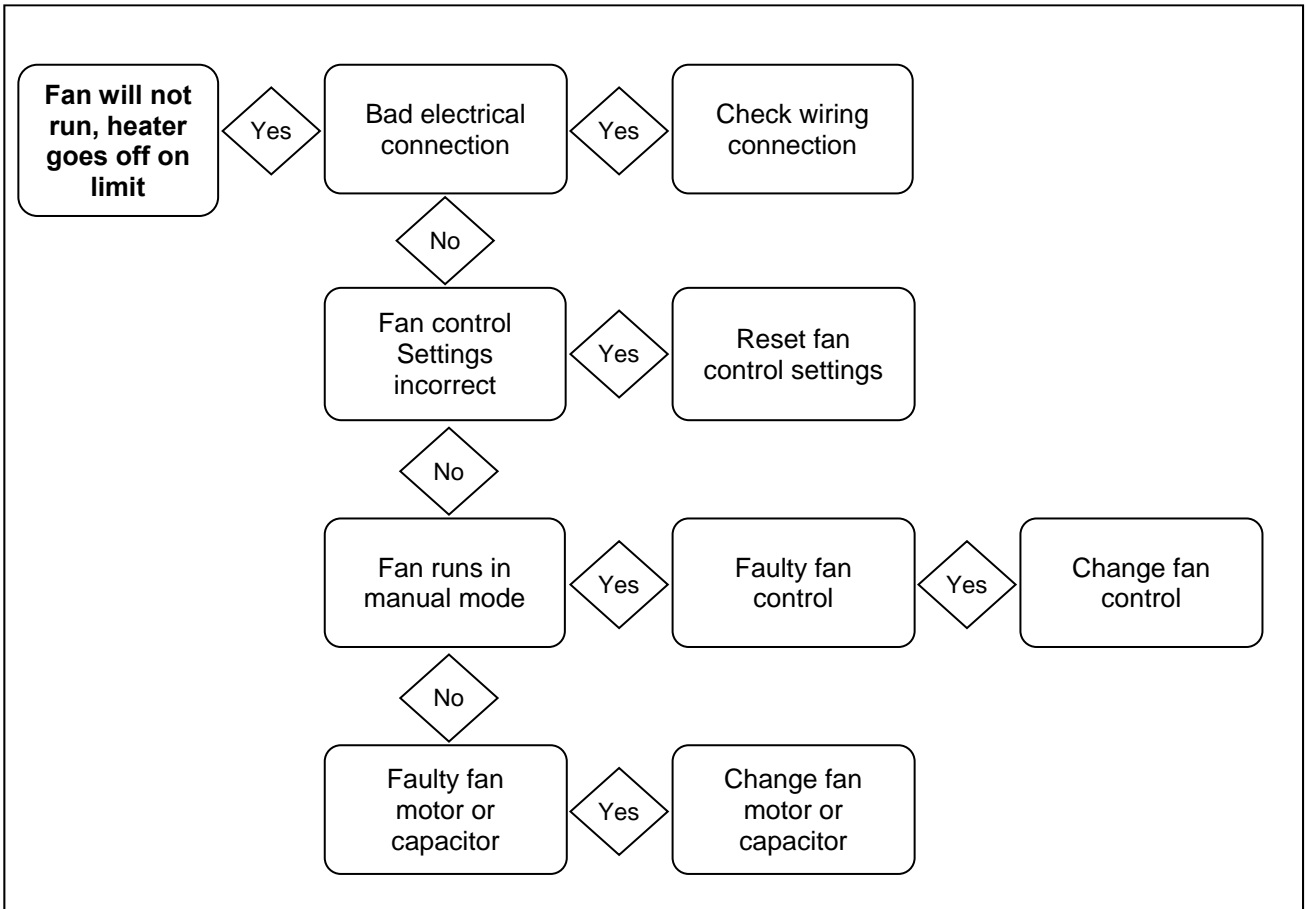 Fan will not
run, heater
goes off on
limit
Yes
Bad electrical
connection
Yes
Check wiring
connection
No
Fan control
Settings
incorrect
Yes
Reset fan
control settings
No
Fan runs in
manual mode
Yes
Faulty fan
control
Yes
Change fan
control
No
Faulty fan
motor or
capacitor
Yes
Change fan
motor or
capacitor